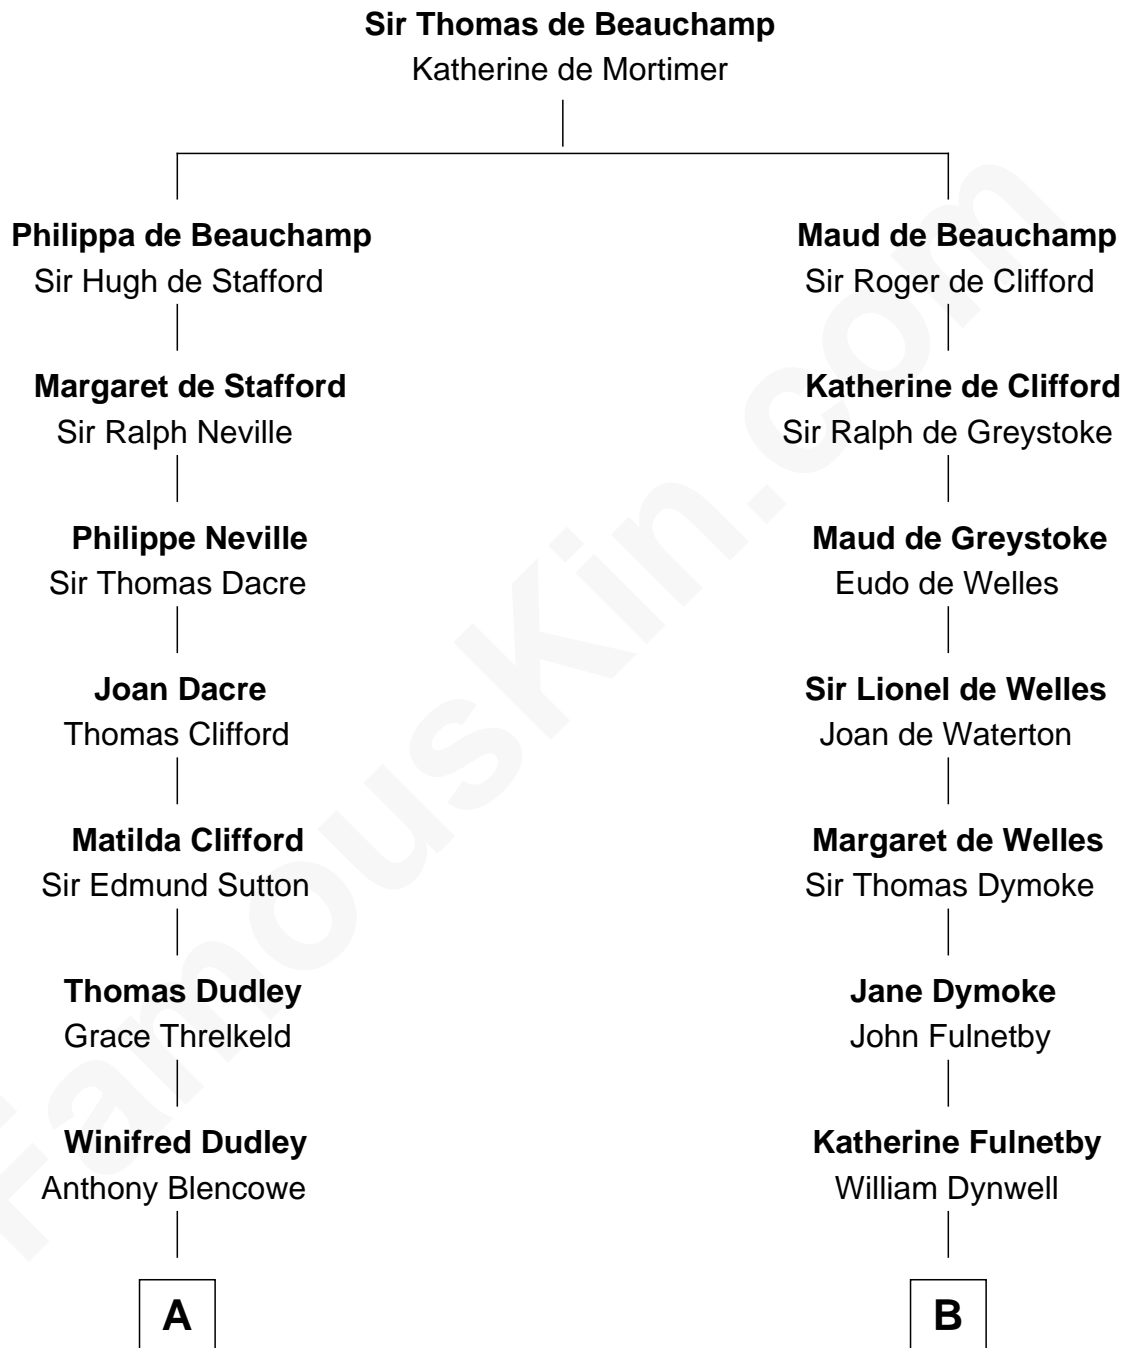 Sir Thomas de Beauchamp
Katherine de Mortimer
Philippa de Beauchamp
Sir Hugh de Stafford
Margaret de Stafford
Sir Ralph Neville
Philippe Neville
Sir Thomas Dacre
Joan Dacre
Thomas Clifford
Matilda Clifford
Sir Edmund Sutton
Thomas Dudley
Grace Threlkeld
Winifred Dudley
Anthony Blencowe
A
Maud de Beauchamp
Sir Roger de Clifford
Katherine de Clifford
Sir Ralph de Greystoke
Maud de Greystoke
Eudo de Welles
Sir Lionel de Welles
Joan de Waterton
Margaret de Welles
Sir Thomas Dymoke
Jane Dymoke
John Fulnetby
Katherine Fulnetby
William Dynwell
B
FamousKin.com